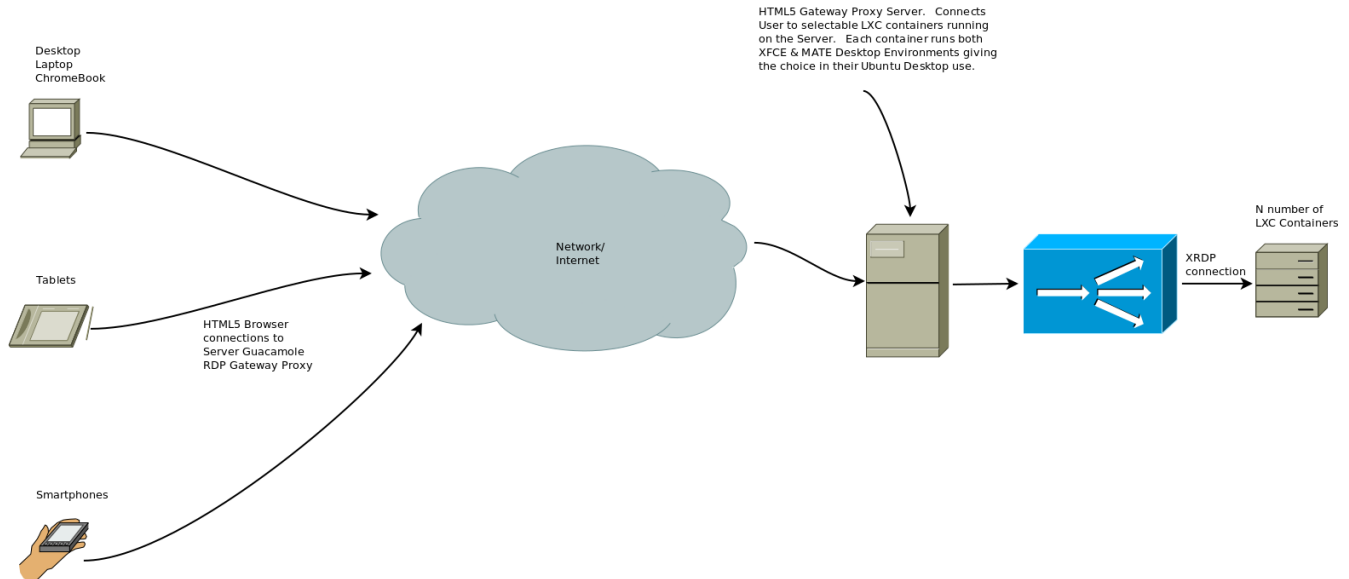 HTML5 Gateway Proxy Server. Connects
User to selectable LXC containers running
on the Server. Each container runs both
XFCE & MATE Desktop Environments giving
the choice in their Ubuntu Desktop use.
Desktop
Laptop
ChromeBook
Network/
Internet
N number of
LXC Containers
XRDP
connection
Tablets
HTML5 Browser
connections to
Server Guacamole
RDP Gateway Proxy
Smartphones